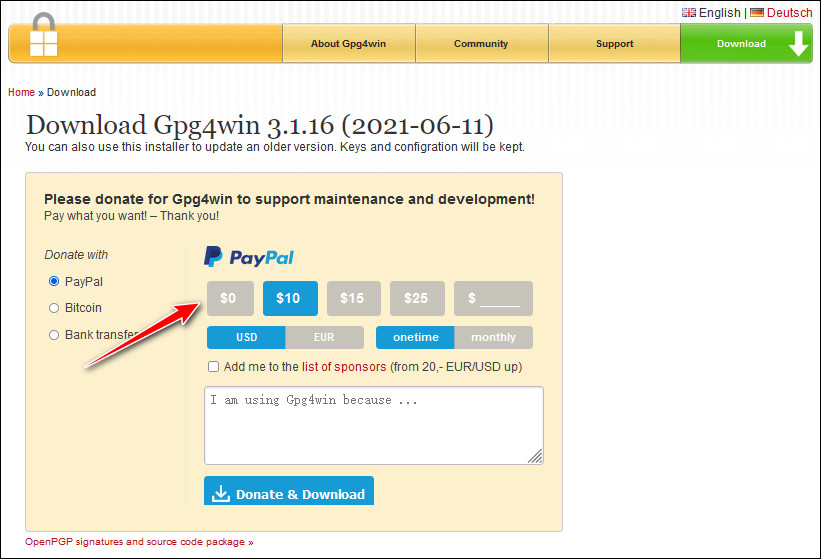 English | Deutsch
About Gpg4win Community Support Download
Home » Download
Download Gpg4win 3.1.16 (2021-06-11)
You can also use this installer to update an older version. Keys and configration will be kept.
Please donate for Gpg4win to support maintenance and development!
Pay what you want! – Thank you!
Donate with
PayPal
Bitcoin
Bank transfer
PayPal
$0 $10 $15 $25 $ ______
USD EUR onetime monthly
Add me to the list of sponsors (from 20,- EUR/USD up)
I am using Gpg4win because ...
Donate & Download
OpenPGP signatures and source code package »